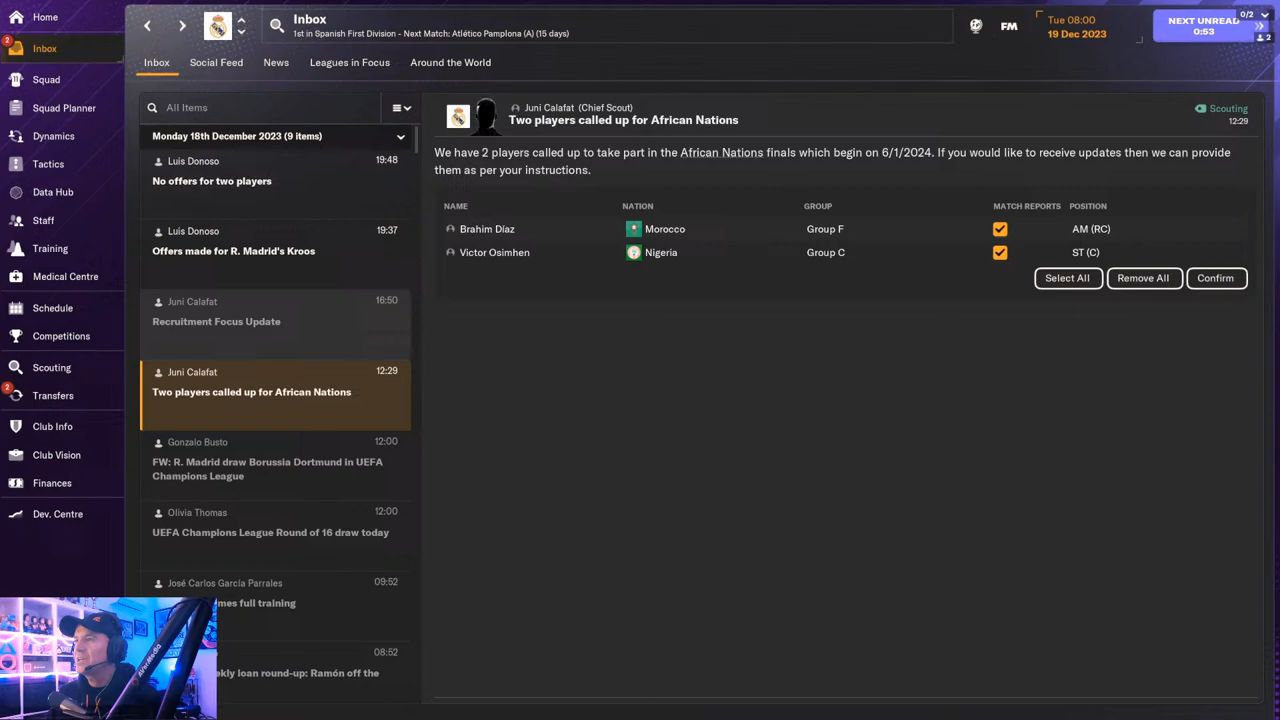 Home
2
Inbox
Squad
Squad Planner
Dynamics
Tactics
Data Hub
Staff
Training
Medical Centre
Schedule
Competitions
Scouting
2
Transfers
Club Info
Club Vision
Finances
Dev. Centre
Inbox
1st in Spanish First Division - Next Match: Atlético Pamplona (A) (15 days)
FM
Tue 08:00
19 Dec 2023
NEXT UNREAD
0:53
0/2
2
Inbox
Social Feed
News
Leagues in Focus
Around the World
All Items
Monday 18th December 2023 (9 items)
Luis Donoso 19:48
No offers for two players
Luis Donoso 19:37
Offers made for R. Madrid's Kroos
Juni Calafat 16:50
Recruitment Focus Update
Juni Calafat 12:29
Two players called up for African Nations
Gonzalo Busto 12:00
FW: R. Madrid draw Borussia Dortmund in UEFA
Champions League
Olivia Thomas 12:00
UEFA Champions League Round of 16 draw today
José Carlos García Parrales 09:52
mes full training
08:52
ekly loan round-up: Ramón off the
Juni Calafat (Chief Scout)
Two players called up for African Nations
Scouting
12:29
We have 2 players called up to take part in the African Nations finals which begin on 6/1/2024. If you would like to receive updates then we can provide
them as per your instructions.
NAME NATION GROUP MATCH REPORTS POSITION
Brahim Díaz Morocco Group F AM (RC)
Victor Osimhen Nigeria Group C ST (C)
Select All Remove All Confirm
AVerMedia